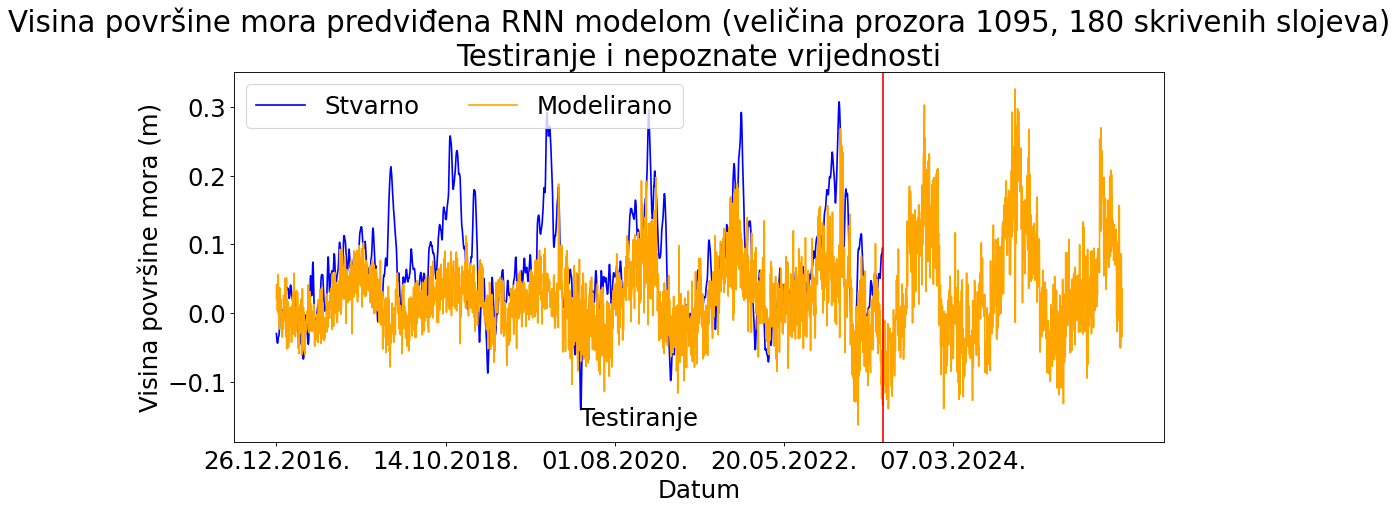 Visina površine mora predviđena RNN modelom (veličina prozora 1095, 180 skrivenih slojeva)
Testiranje i nepoznate vrijednosti
Stvarno Modelirano
Visina površine mora (m)
0.3
0.2
0.1
0.0
−0.1
Testiranje
26.12.2016. 14.10.2018. 01.08.2020. 20.05.2022. 07.03.2024.
Datum